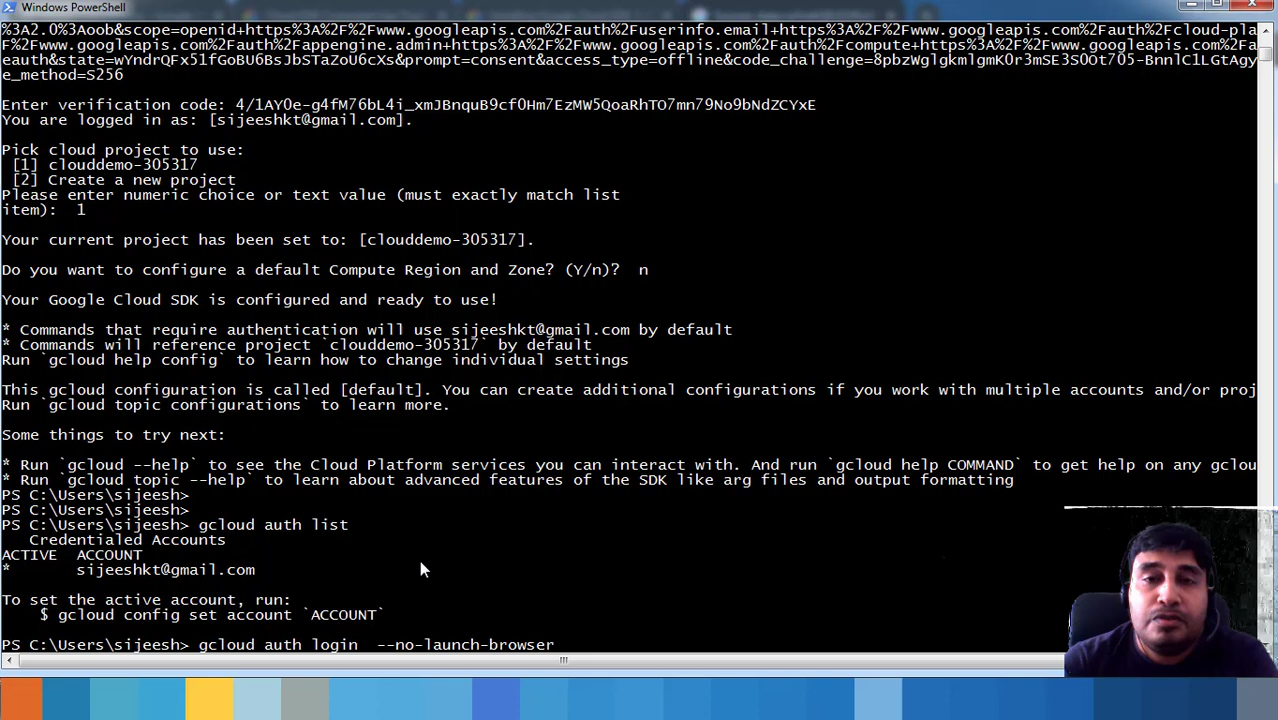 Windows PowerShell
%3A2.0%3Aoob&scope=openid+https%3A%2F%2Fwww.googleapis.com%2Fauth%2Fuserinfo.email+https%3A%2F%2Fwww.googleapis.com%2Fauth%2Fcloud-pla
F%2Fwww.googleapis.com%2Fauth%2Fappengine.admin+https%3A%2F%2Fwww.googleapis.com%2Fauth%2Fcompute+https%3A%2F%2Fwww.googleapis.com%2Fa
eauth&state=wYndrQFx51fGoBU6BsJbSTaZoU6cXs&prompt=consent&access_type=offline&code_challenge=8pbzWglgkmlgmK0r3mSE3SOOt7O5-BnnlC1LGtAgy
e_method=S256
Enter verification code: 4/1AY0e-g4fM76bL4i_xmJBnquB9cf0Hm7EzMW5QoaRhTO7mn79No9bNdZCYxE
You are logged in as: [sijeeshkt@gmail.com].
Pick cloud project to use:
[1] clouddemo-305317
[2] Create a new project
Please enter numeric choice or text value (must exactly match list
item):  1
Your current project has been set to: [clouddemo-305317].
Do you want to configure a default Compute Region and Zone? (Y/n)?  n
Your Google Cloud SDK is configured and ready to use!
* Commands that require authentication will use sijeeshkt@gmail.com by default
* Commands will reference project `clouddemo-305317` by default
Run `gcloud help config` to learn how to change individual settings
This gcloud configuration is called [default]. You can create additional configurations if you work with multiple accounts and/or proj
Run `gcloud topic configurations` to learn more.
Some things to try next:
* Run `gcloud --help` to see the Cloud Platform services you can interact with. And run `gcloud help COMMAND` to get help on any gclou
* Run `gcloud topic --help` to learn about advanced features of the SDK like arg files and output formatting
PS C:\Users\sijeesh>
PS C:\Users\sijeesh>
PS C:\Users\sijeesh> gcloud auth list
Credentialed Accounts
ACTIVE  ACCOUNT
*       sijeeshkt@gmail.com
To set the active account, run:
$ gcloud config set account `ACCOUNT`
PS C:\Users\sijeesh> gcloud auth login  --no-launch-browser